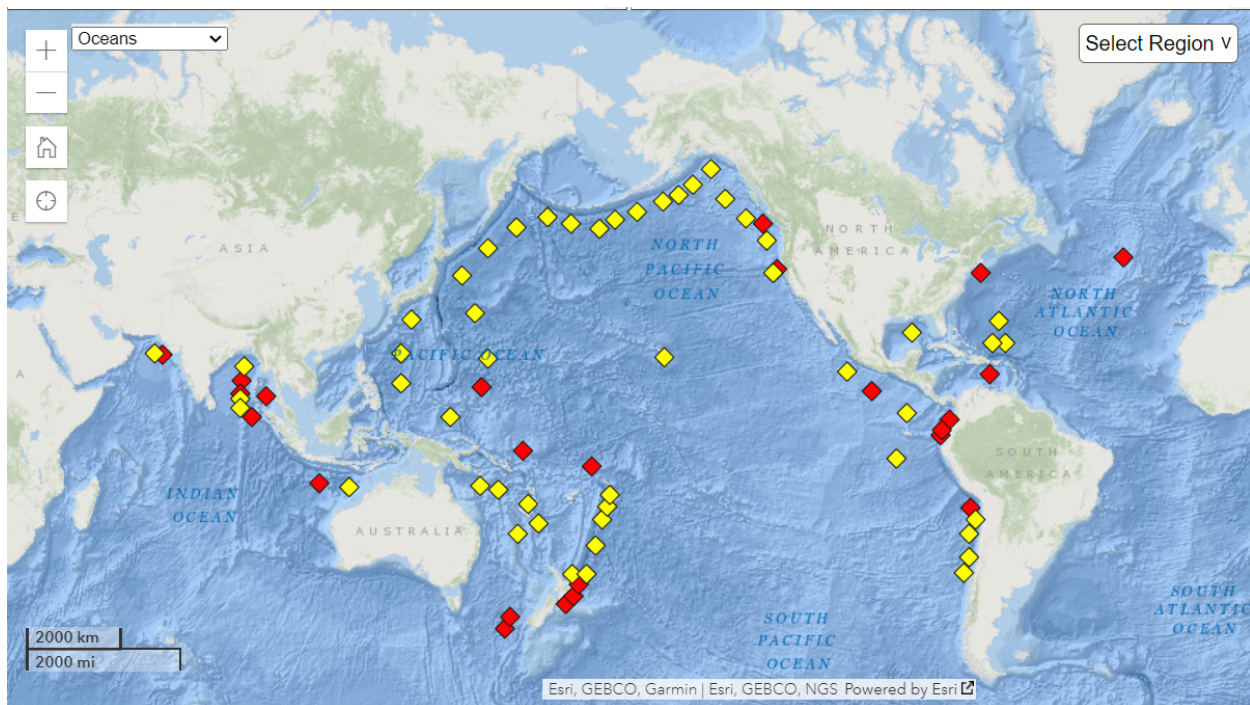 +
Oceans
Select Region v
−
E
ASIA
NORTH
AMERICA
NORTH
PACIFIC
OCEAN
NORTH
ATLANTIC
OCEAN
PACIFIC OCEAN
A
SOUTH
AMERICA
INDIAN
OCEAN
AUSTRALIA
SOUTH
PACIFIC
OCEAN
SOUTH
ATLANTIC
OCEAN
2000 km
2000 mi
Esri, GEBCO, Garmin | Esri, GEBCO, NGS Powered by Esri